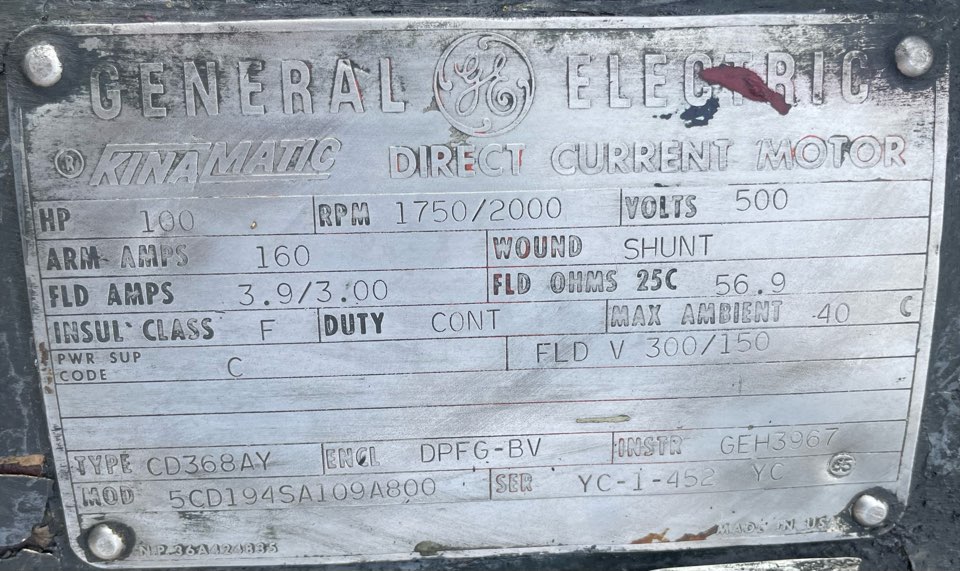 GENERAL GE ELECTRIC
® KINAMATIC DIRECT CURRENT MOTOR
HP 100 RPM 1750/2000 VOLTS 500
ARM AMPS 160 WOUND SHUNT
FLD AMPS 3.9/3.00 FLD OHMS 25C 56.9
INSUL CLASS F DUTY CONT MAX AMBIENT 40 C
PWR SUP CODE C FLD V 300/150
TYPE CD368AY ENCL DPFG-BV INSTR GEH3967
MOD 5CD194SA109A800 SER YC-1-452 YC
NP 36A424885
MADE IN USA